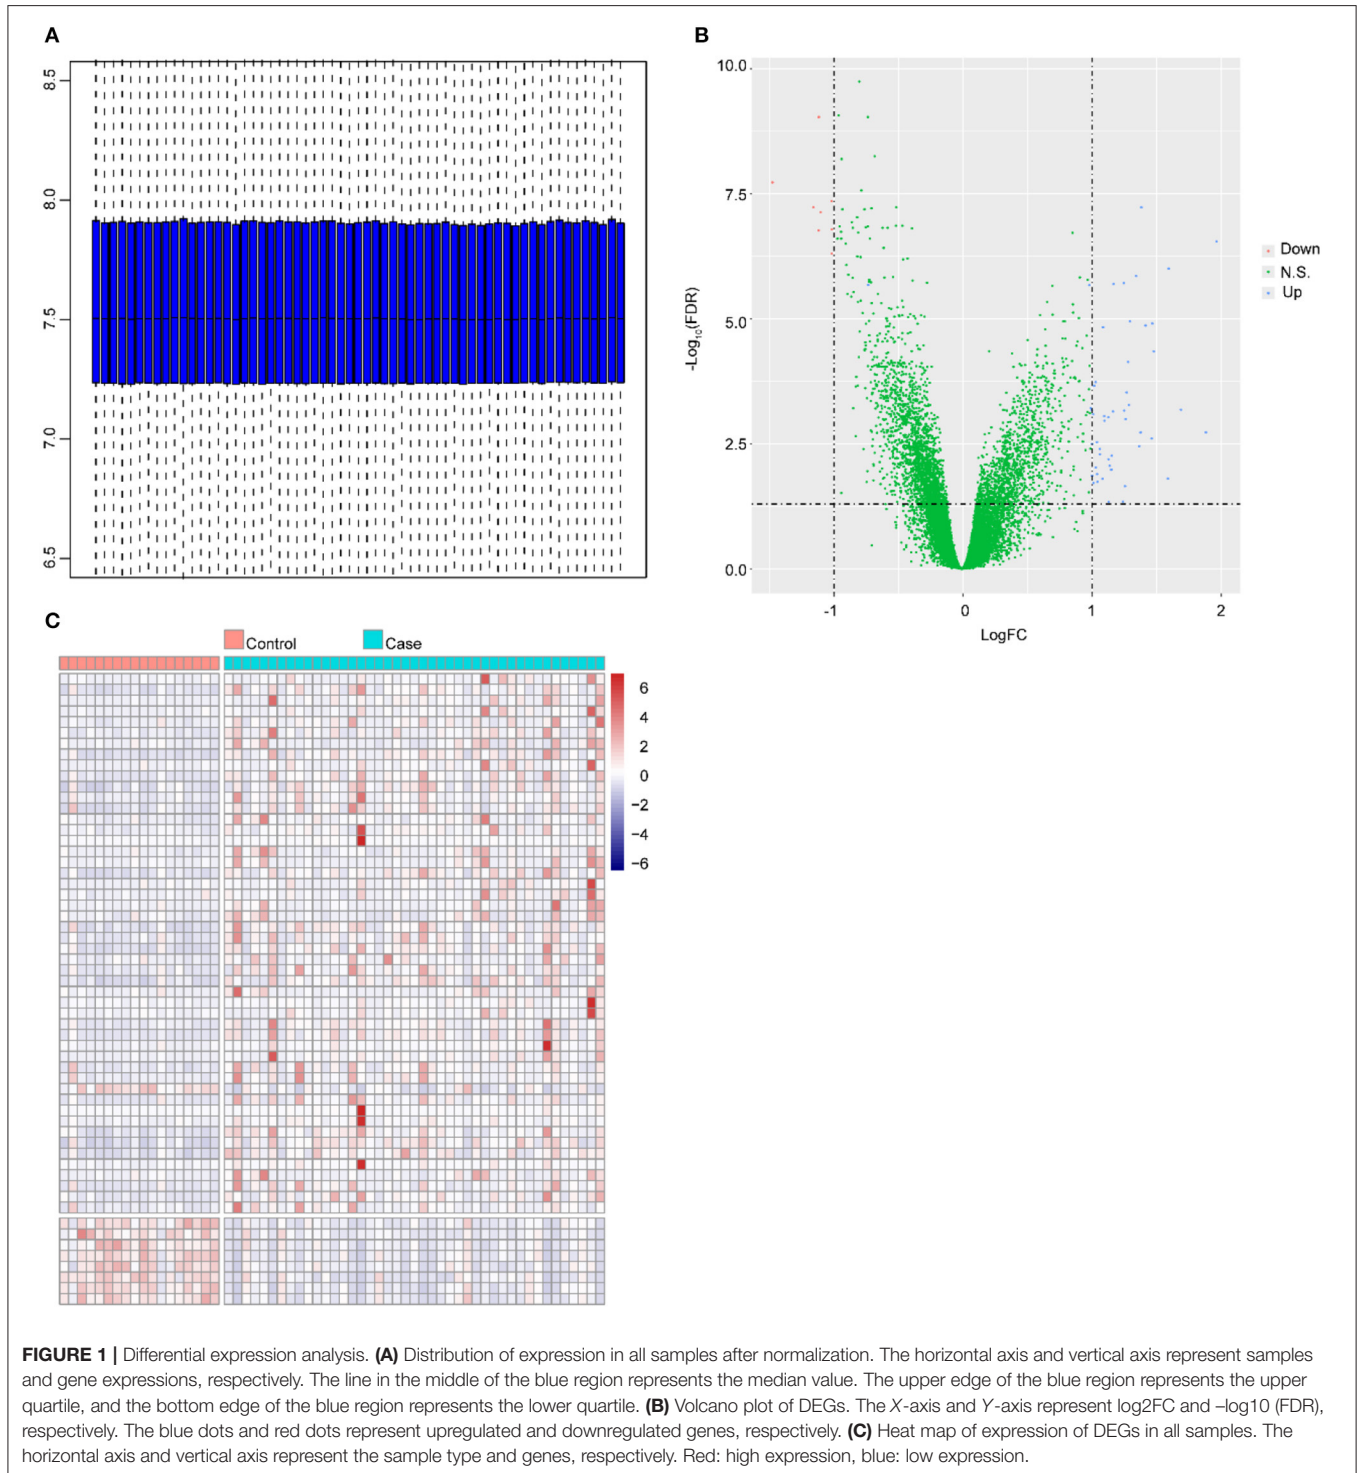 A
8.5
8.0
7.5
7.0
6.5
B
10.0
7.5
5.0
2.5
0.0
-Log10(FDR)
-1
0
1
2
LogFC
Down
N.S.
Up
C
Control
Case
6
4
2
0
−2
−4
−6
FIGURE 1 | Differential expression analysis. (A) Distribution of expression in all samples after normalization. The horizontal axis and vertical axis represent samples
and gene expressions, respectively. The line in the middle of the blue region represents the median value. The upper edge of the blue region represents the upper
quartile, and the bottom edge of the blue region represents the lower quartile. (B) Volcano plot of DEGs. The X-axis and Y-axis represent log2FC and –log10 (FDR),
respectively. The blue dots and red dots represent upregulated and downregulated genes, respectively. (C) Heat map of expression of DEGs in all samples. The
horizontal axis and vertical axis represent the sample type and genes, respectively. Red: high expression, blue: low expression.